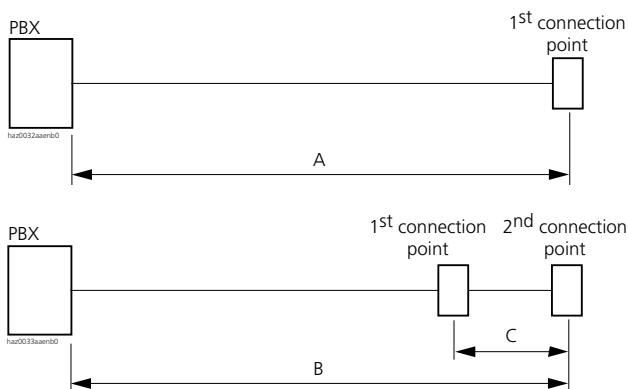 PBX
1st connection
point
haz0032aaenb0
A
PBX
1st connection
point
2nd connection
point
haz0033aaenb0
C
B